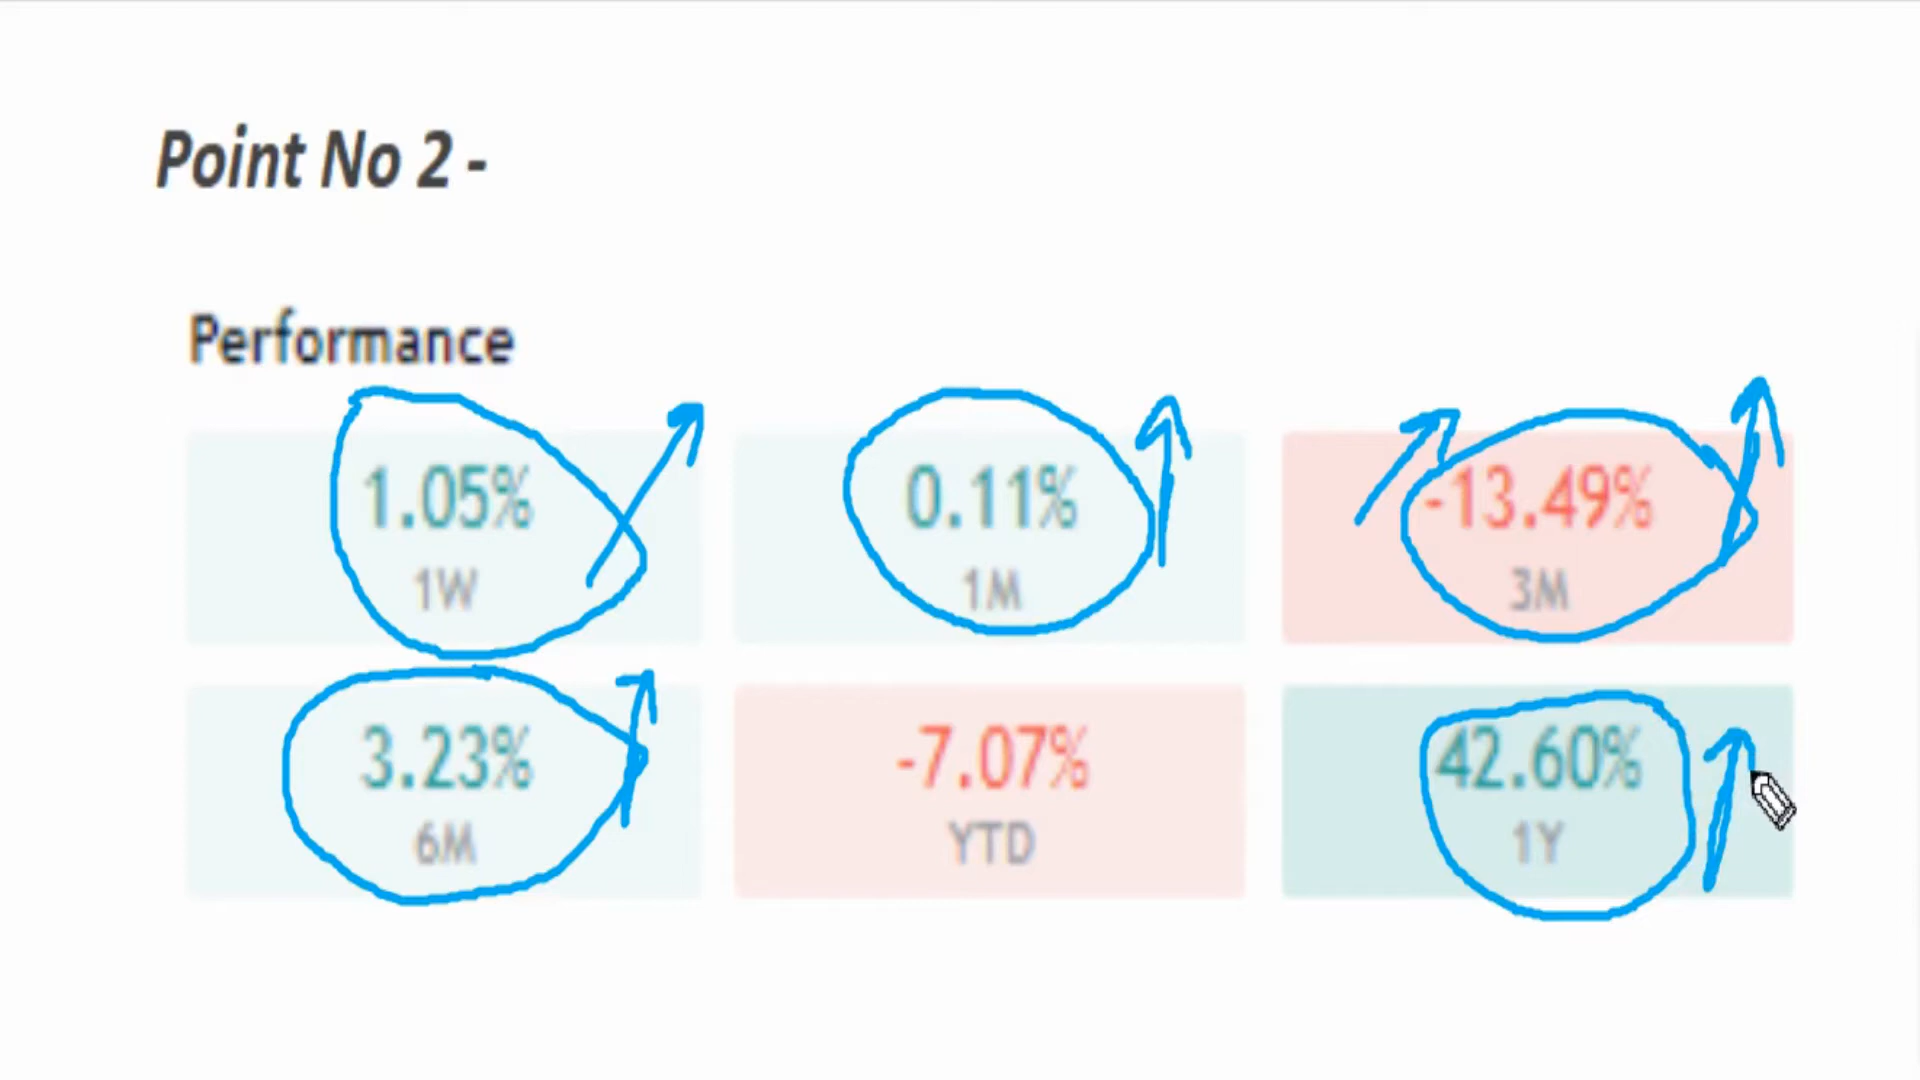 Point No 2 -
Performance
1.05% 0.11% -13.49%
1W 1M 3M
3.23% -7.07% 42.60%
6M YTD 1Y